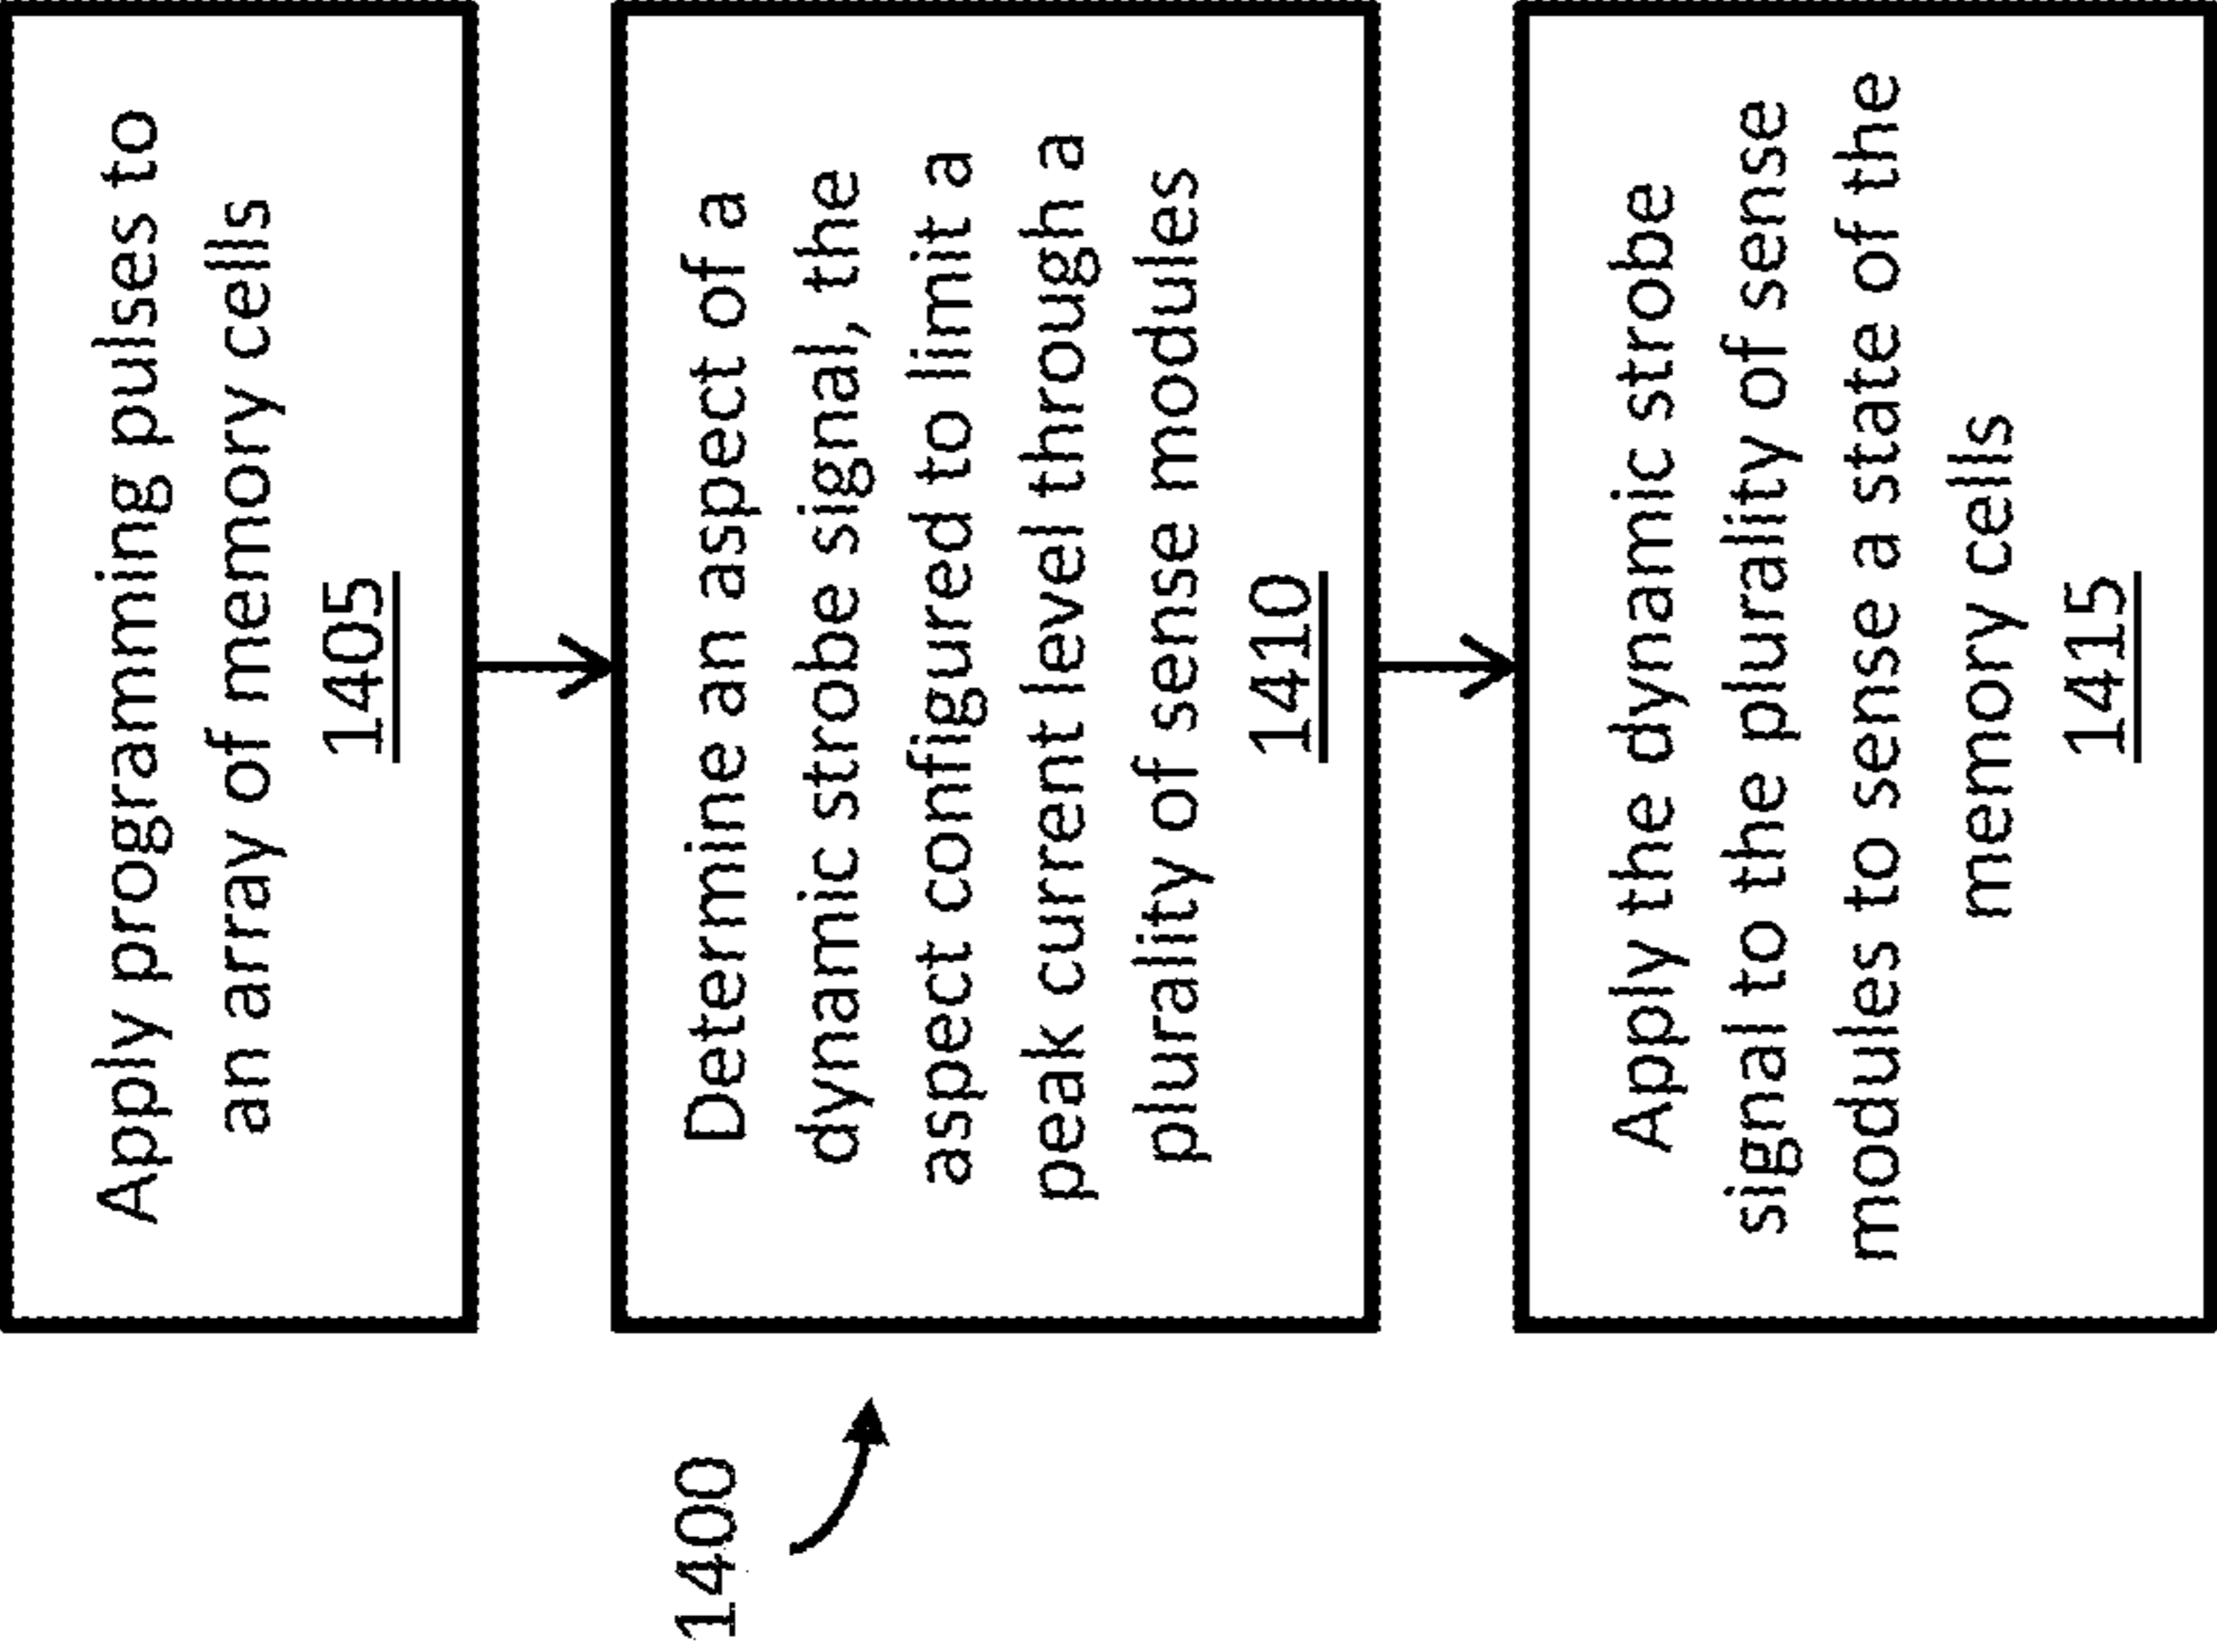 1400
Apply programming pulses to
an array of memory cells
1405
Determine an aspect of a
dynamic strobe signal, the
aspect configured to limit a
peak current level through a
plurality of sense modules
1410
Apply the dynamic strobe
signal to the plurality of sense
modules to sense a state of the
memory cells
1415